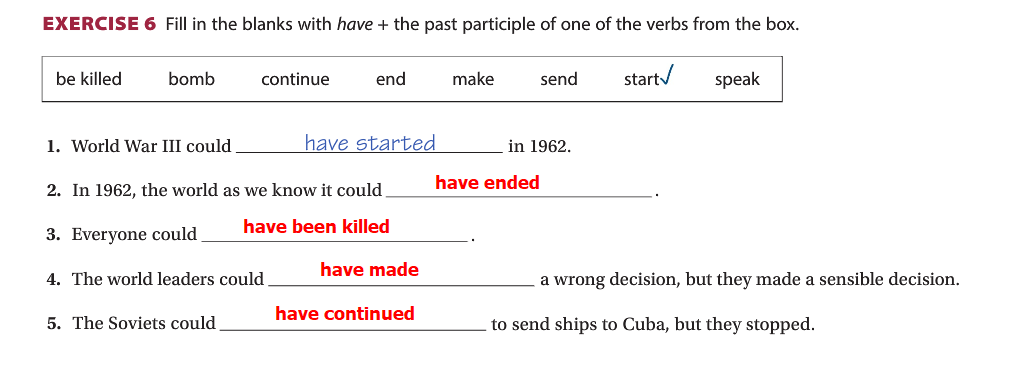 EXERCISE 6 Fill in the blanks with have + the past participle of one of the verbs from the box.
be killed bomb continue end make send start✓ speak
1. World War III could have started in 1962.
2. In 1962, the world as we know it could have ended.
3. Everyone could have been killed.
4. The world leaders could have made a wrong decision, but they made a sensible decision.
5. The Soviets could have continued to send ships to Cuba, but they stopped.